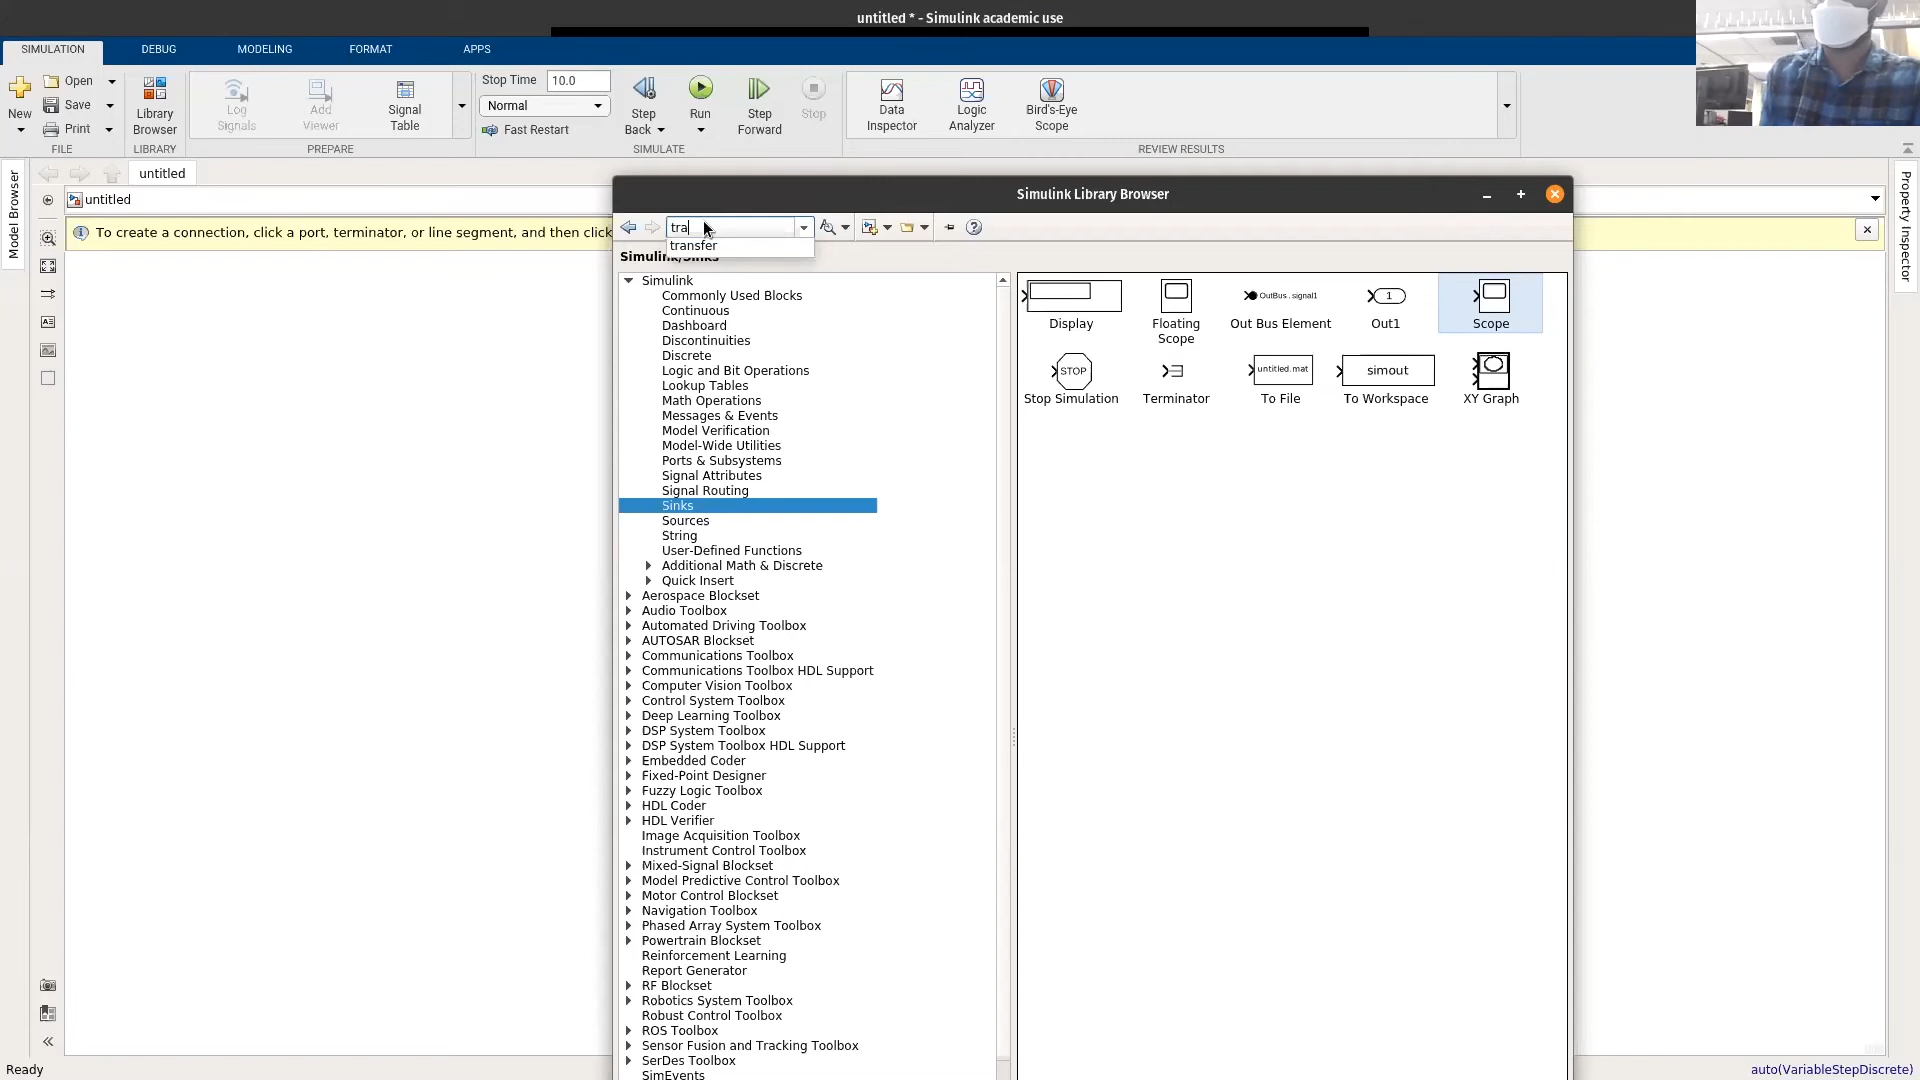 untitled * - Simulink academic use
SIMULATION DEBUG MODELING FORMAT APPS
New
Open
Save
Print
FILE
Library Browser
LIBRARY
Log Signals
Add Viewer
Signal Table
PREPARE
Stop Time 10.0
Normal
Fast Restart
Step Back
Run
Step Forward
Stop
SIMULATE
Data Inspector
Logic Analyzer
Bird's-Eye Scope
REVIEW RESULTS
Model Browser
untitled
untitled
To create a connection, click a port, terminator, or line segment, and then click
Property Inspector
Simulink Library Browser
tra
transfer
Simulink/Sinks
Simulink
Commonly Used Blocks
Continuous
Dashboard
Discontinuities
Discrete
Logic and Bit Operations
Lookup Tables
Math Operations
Messages & Events
Model Verification
Model-Wide Utilities
Ports & Subsystems
Signal Attributes
Signal Routing
Sinks
Sources
String
User-Defined Functions
Additional Math & Discrete
Quick Insert
Aerospace Blockset
Audio Toolbox
Automated Driving Toolbox
AUTOSAR Blockset
Communications Toolbox
Communications Toolbox HDL Support
Computer Vision Toolbox
Control System Toolbox
Deep Learning Toolbox
DSP System Toolbox
DSP System Toolbox HDL Support
Embedded Coder
Fixed-Point Designer
Fuzzy Logic Toolbox
HDL Coder
HDL Verifier
Image Acquisition Toolbox
Instrument Control Toolbox
Mixed-Signal Blockset
Model Predictive Control Toolbox
Motor Control Blockset
Navigation Toolbox
Phased Array System Toolbox
Powertrain Blockset
Reinforcement Learning
Report Generator
RF Blockset
Robotics System Toolbox
Robust Control Toolbox
ROS Toolbox
Sensor Fusion and Tracking Toolbox
SerDes Toolbox
SimEvents
Display
Floating Scope
OutBus.signal1
Out Bus Element
1
Out1
Scope
STOP
Stop Simulation
Terminator
untitled.mat
To File
simout
To Workspace
XY Graph
Ready
auto(VariableStepDiscrete)